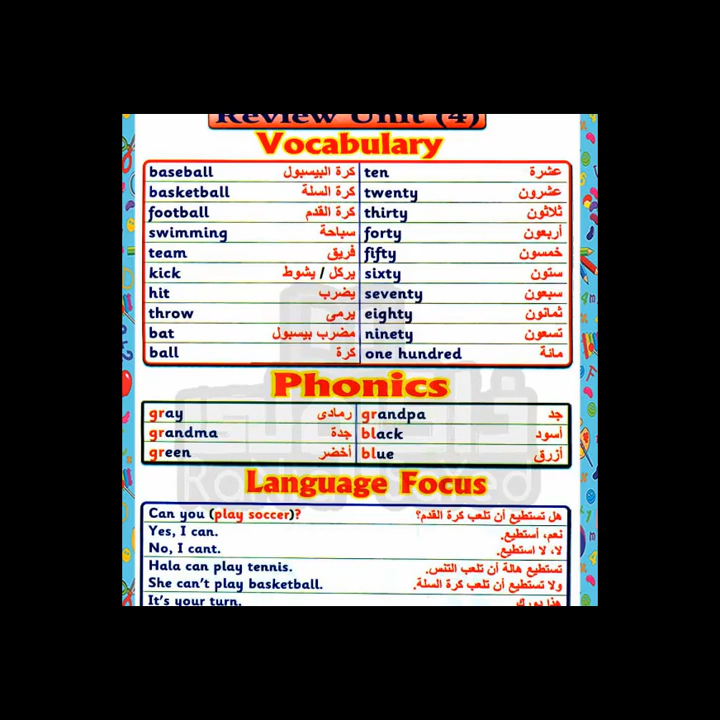 Review Unit (4)
Vocabulary
baseball كرة البيسبول ten عشرة
basketball كرة السلة twenty عشرون
football كرة القدم thirty ثلاثون
swimming سباحة forty أربعون
team فريق fifty خمسون
kick يركل / يشوط sixty ستون
hit يضرب seventy سبعون
throw يرمى eighty ثمانون
bat مضرب بيسبول ninety تسعون
ball كرة one hundred مائة
Phonics
gray رمادى grandpa جد
grandma جدة black أسود
green أخضر blue أزرق
Language Focus
Can you (play soccer)? هل تستطيع أن تلعب كرة القدم؟
Yes, I can. نعم، أستطيع.
No, I cant. لا، لا استطيع.
Hala can play tennis. تستطيع هالة أن تلعب التنس.
She can't play basketball. ولا تستطيع أن تلعب كرة السلة.
It's your turn. هذا دورك